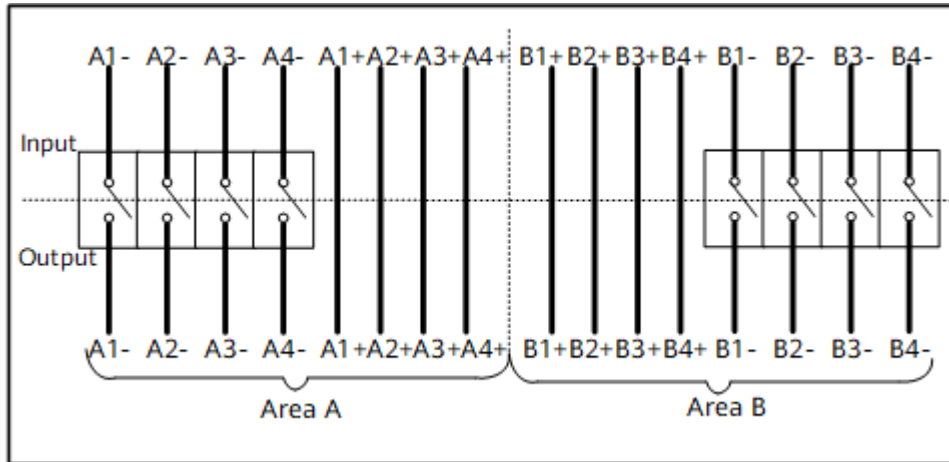 A1- A2- A3- A4- A1+ A2+ A3+ A4+ B1+ B2+ B3+ B4+ B1- B2- B3- B4-
Input
Output
A1- A2- A3- A4- A1+ A2+ A3+ A4+ B1+ B2+ B3+ B4+ B1- B2- B3- B4-
Area A Area B